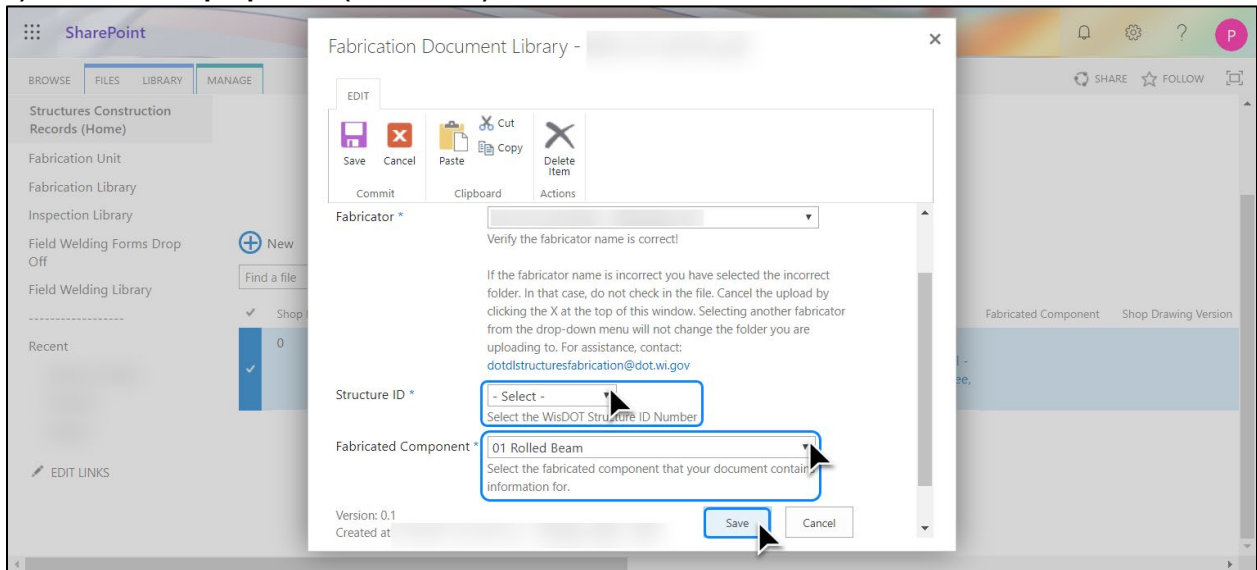 SharePoint
P
BROWSE FILES LIBRARY MANAGE
SHARE FOLLOW
Structures Construction
Records (Home)
Fabrication Unit
Fabrication Library
Inspection Library
Field Welding Forms Drop
Off
Field Welding Library
------------------
Recent
EDIT LINKS
New
Find a file
Shop
0
Fabricated Component Shop Drawing Version
Fabrication Document Library -
EDIT
Save Cancel Paste Cut
Copy
Delete
Item
Commit Clipboard Actions
Fabricator *
Verify the fabricator name is correct!
If the fabricator name is incorrect you have selected the incorrect
folder. In that case, do not check in the file. Cancel the upload by
clicking the X at the top of this window. Selecting another fabricator
from the drop-down menu will not change the folder you are
uploading to. For assistance, contact:
dotdlstructuresfabrication@dot.wi.gov
Structure ID *
- Select -
Select the WisDOT Structure ID Number
Fabricated Component *
01 Rolled Beam
Select the fabricated component that your document contains
information for.
Version: 0.1
Created at
Save Cancel